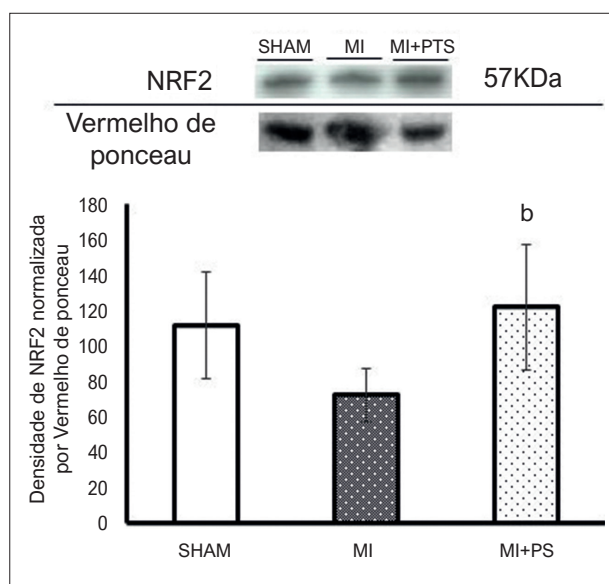 SHAM MI MI+PTS
NRF2 57KDa
Vermelho de
ponceau
Densidade de NRF2 normalizada
por Vermelho de ponceau
180
160
140
120
100
80
60
40
20
0
b
SHAM MI MI+PS